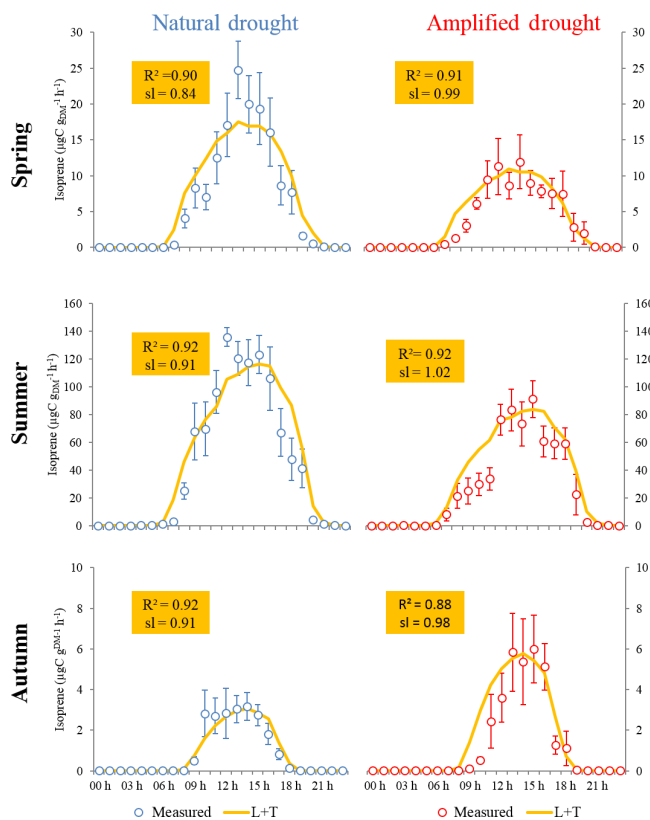 Natural drought
Amplified drought
Spring
Isoprene (µgC gDM⁻¹ h⁻¹)
30
25
20
15
10
5
0
R² =0.90
sl = 0.84
R² = 0.91
sl = 0.99
30
25
20
15
10
5
0
Summer
Isoprene (µgC gDM⁻¹ h⁻¹)
160
140
120
100
80
60
40
20
0
R² = 0.92
sl = 0.91
R² = 0.92
sl = 1.02
160
140
120
100
80
60
40
20
0
Autumn
Isoprene (µgC gᴰᴹ⁻¹ h⁻¹)
10
8
6
4
2
0
R² = 0.92
sl = 0.91
R² = 0.88
sl = 0.98
10
8
6
4
2
0
00 h 03 h 06 h 09 h 12 h 15 h 18 h 21 h
00 h 03 h 06 h 09 h 12 h 15 h 18 h 21 h
Measured L+T
Measured L+T